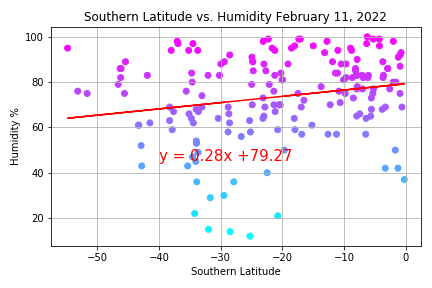 Southern Latitude vs. Humidity February 11, 2022
Humidity %
100
80
60
40
20
y = 0.28x +79.27
−50
−40
−30
−20
−10
0
Southern Latitude